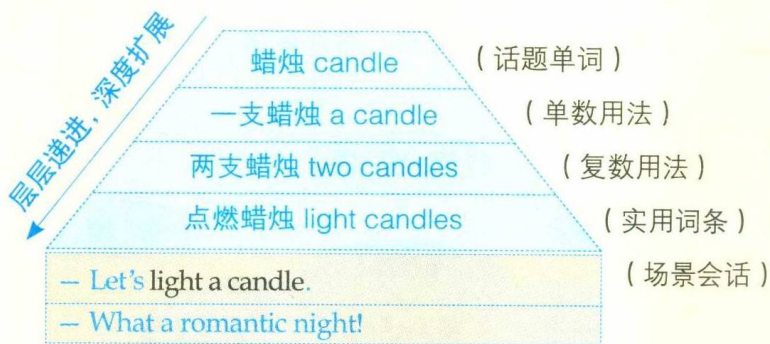 层层递进，深度扩展
蜡烛 candle （话题单词）
一支蜡烛 a candle （单数用法）
两支蜡烛 two candles （复数用法）
点燃蜡烛 light candles （实用词条）
（场景会话）
— Let's light a candle.
— What a romantic night!